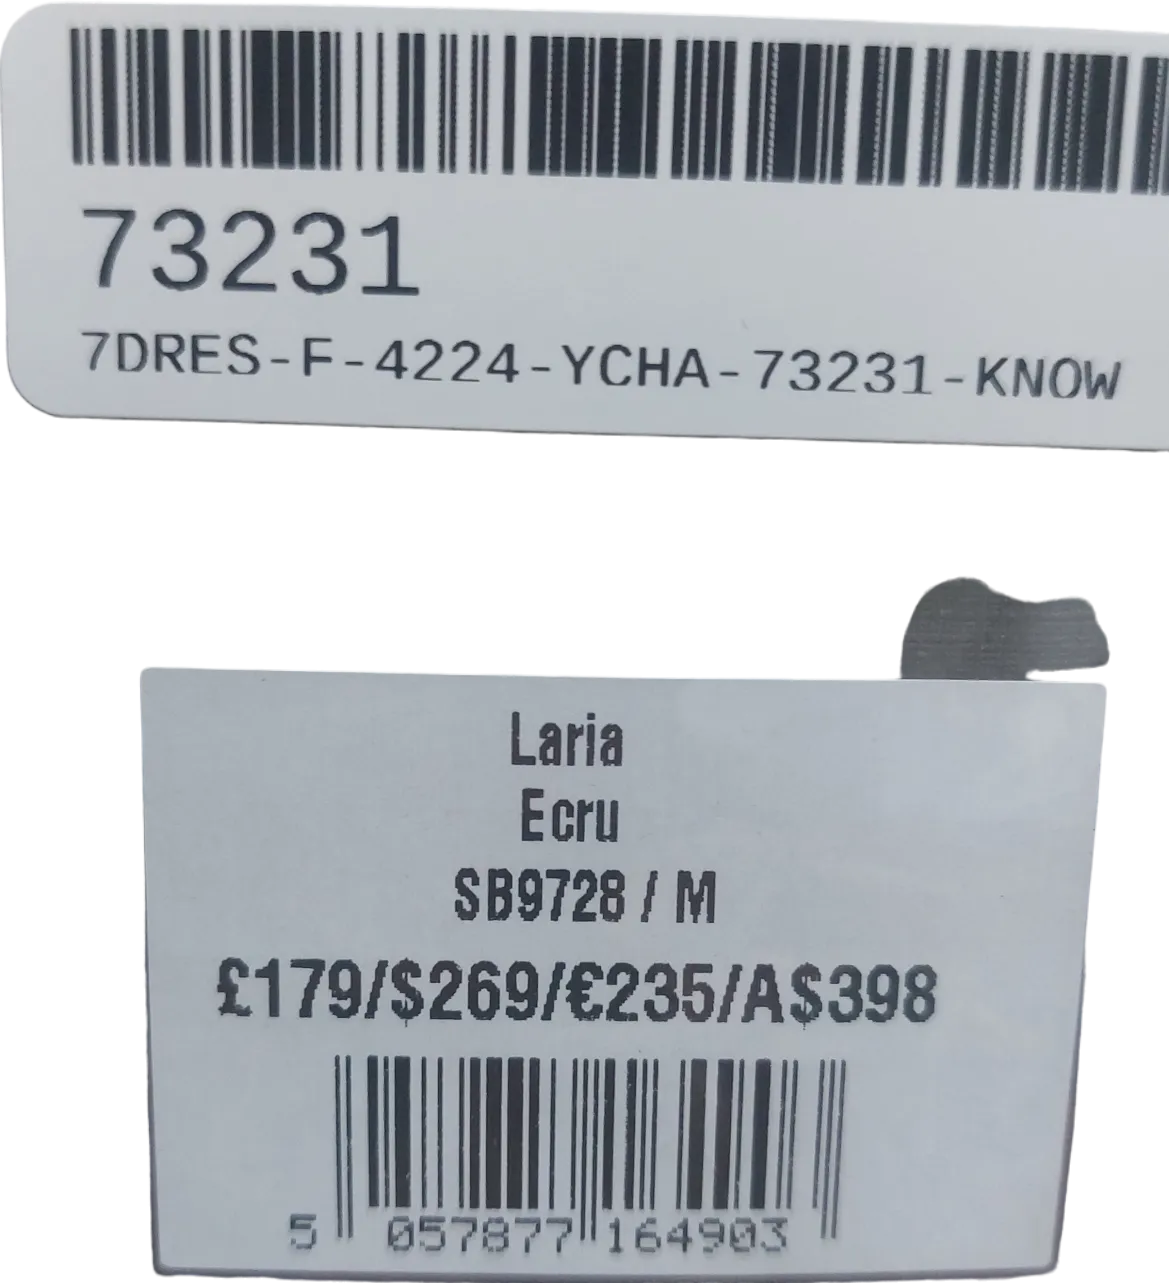 73231
7DRES-F-4224-YCHA-73231-KNOW
Laria
Ecru
SB9728 / M
£179/$269/€235/A$398
5 057877 164903